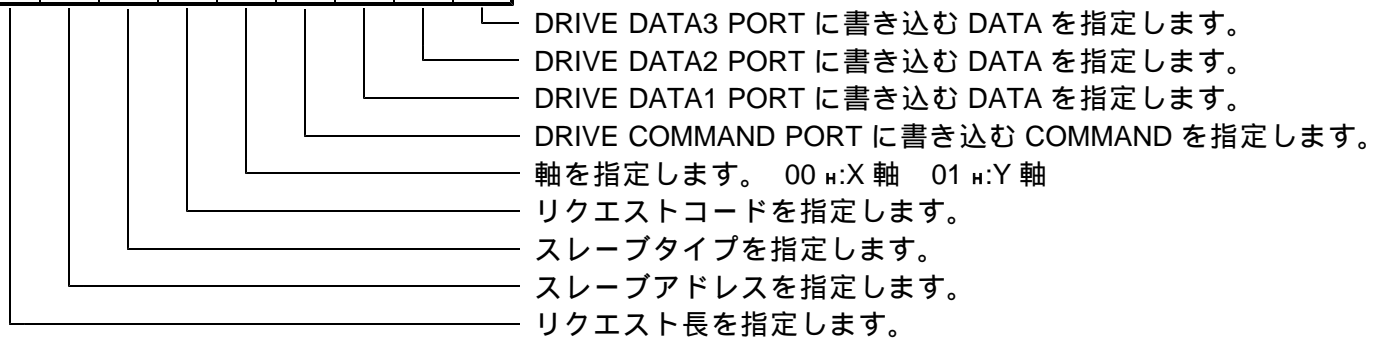 DRIVE DATA3 PORT に書き込む DATA を指定します。
DRIVE DATA2 PORT に書き込む DATA を指定します。
DRIVE DATA1 PORT に書き込む DATA を指定します。
DRIVE COMMAND PORT に書き込む COMMAND を指定します。
軸を指定します。 00 H:X 軸 01 H:Y 軸
リクエストコードを指定します。
スレーブタイプを指定します。
スレーブアドレスを指定します。
リクエスト長を指定します。